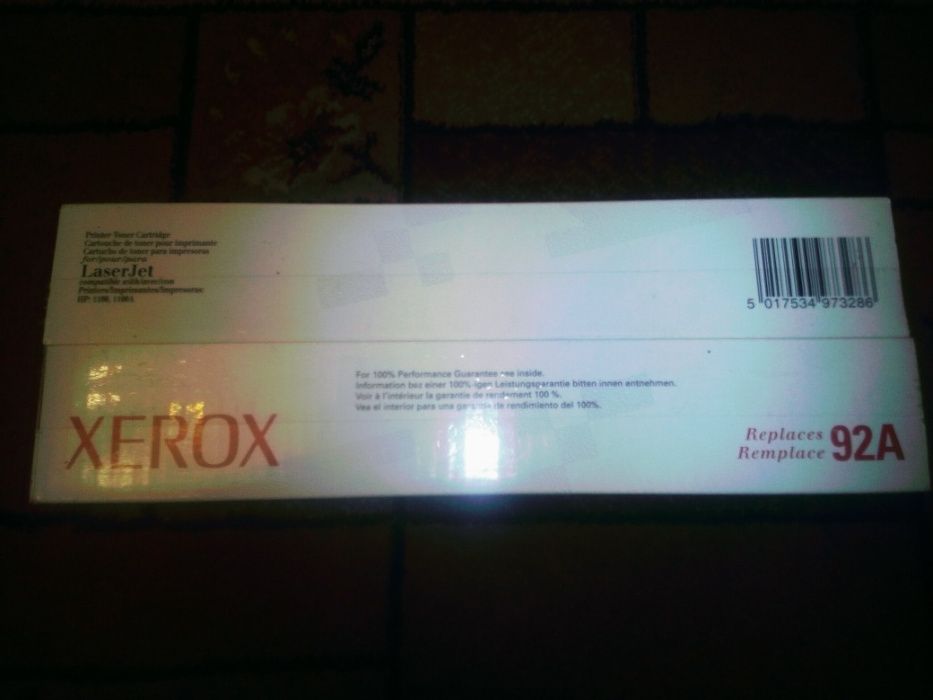 Printer Toner Cartridge
Cartouche de toner pour imprimante
Cartucho de toner para impresoras
for/pour/para
LaserJet
compatible with/avec/con
Printers/Imprimantes/Impresoras:
HP: 1100, 1100A
5 017534 973286
For 100% Performance Guarantee see inside.
Information bez einer 100%-igen Leistungsgarantie bitten innen entnehmen.
Voir à l'intérieur la garantie de rendement 100 %.
Vea el interior para una garantia de rendimiento del 100%.
XEROX
Replaces
Remplace
92A